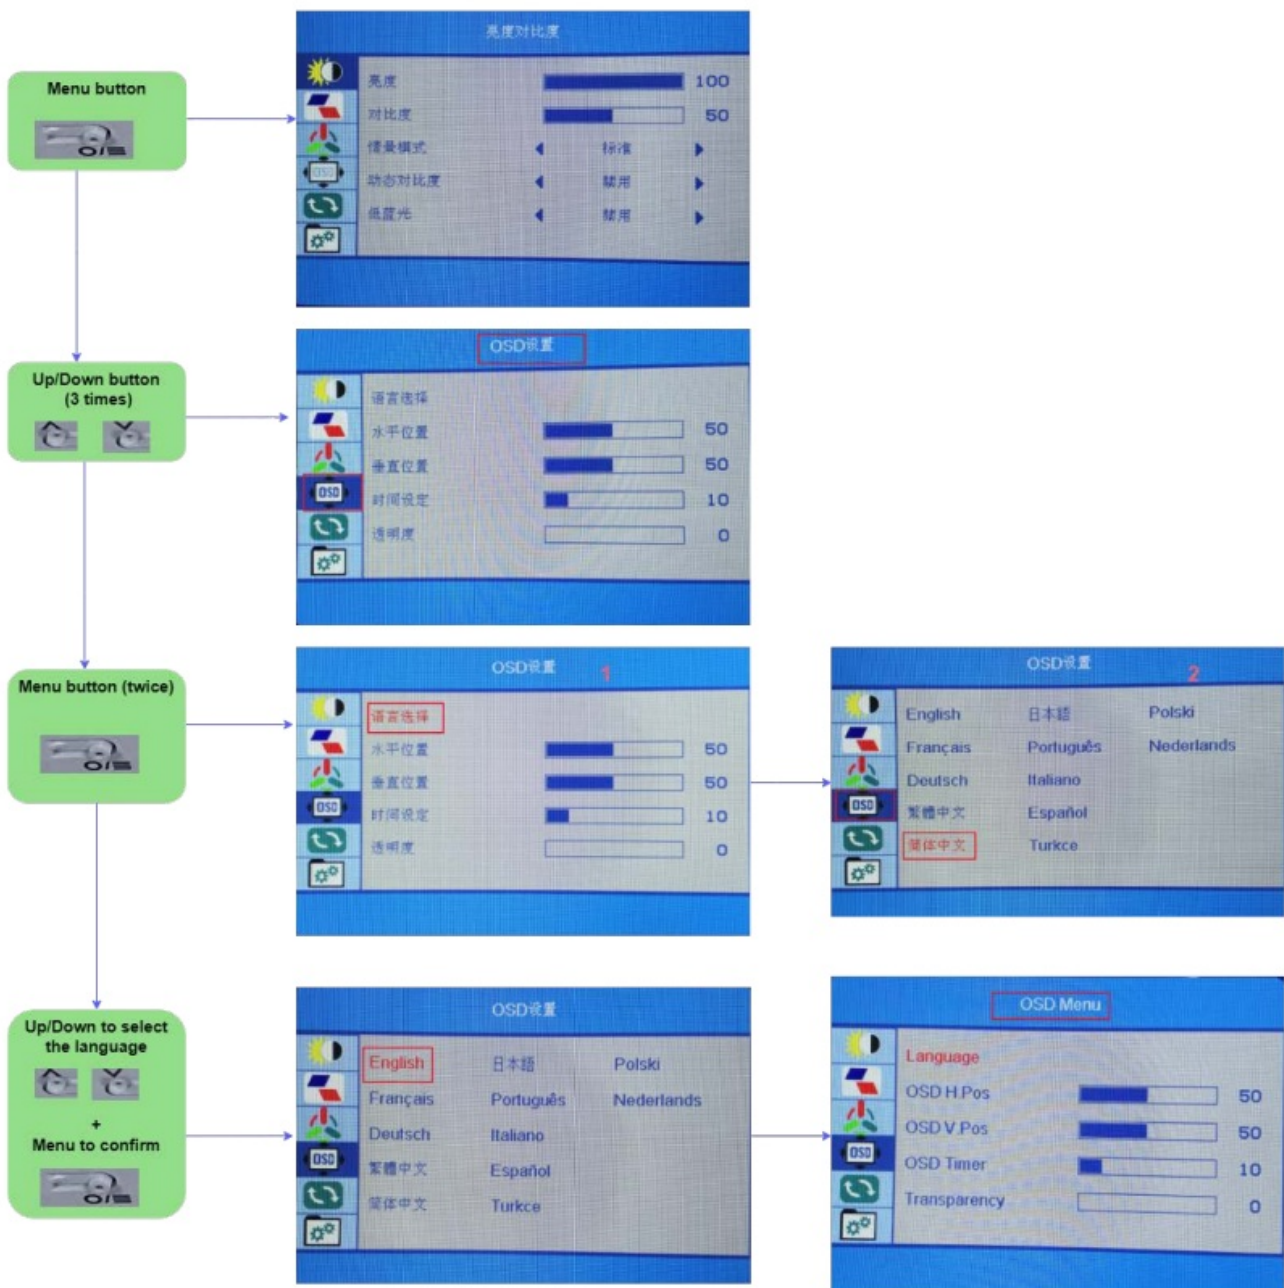 Menu button
亮度对比度
亮度 100
对比度 50
情景模式 标准
动态对比度 禁用
低蓝光 禁用
OSD
Up/Down button
(3 times)
OSD设置
语言选择
水平位置 50
垂直位置 50
时间设定 10
透明度 0
OSD
Menu button (twice)
OSD设置 1
语言选择
水平位置 50
垂直位置 50
时间设定 10
透明度 0
OSD
OSD设置 2
English 日本語 Polski
Français Português Nederlands
Deutsch Italiano
繁體中文 Español
简体中文 Turkce
OSD
Up/Down to select
the language
+
Menu to confirm
OSD设置
English 日本語 Polski
Français Português Nederlands
Deutsch Italiano
繁體中文 Español
简体中文 Turkce
OSD
OSD Menu
Language
OSD H.Pos 50
OSD V.Pos 50
OSD Timer 10
Transparency 0
OSD